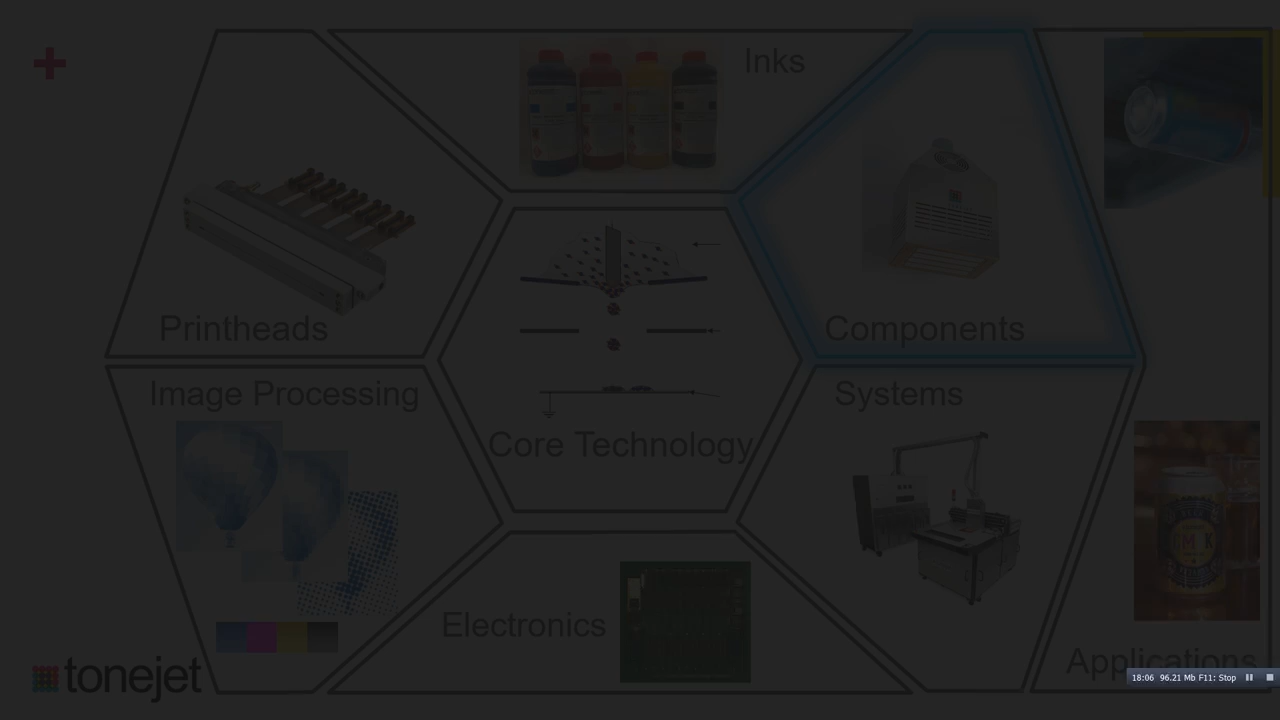 Inks
Printheads
Components
Image Processing
Systems
Core Technology
Electronics
Applications
tonejet
18:06 96.21 Mb F11: Stop